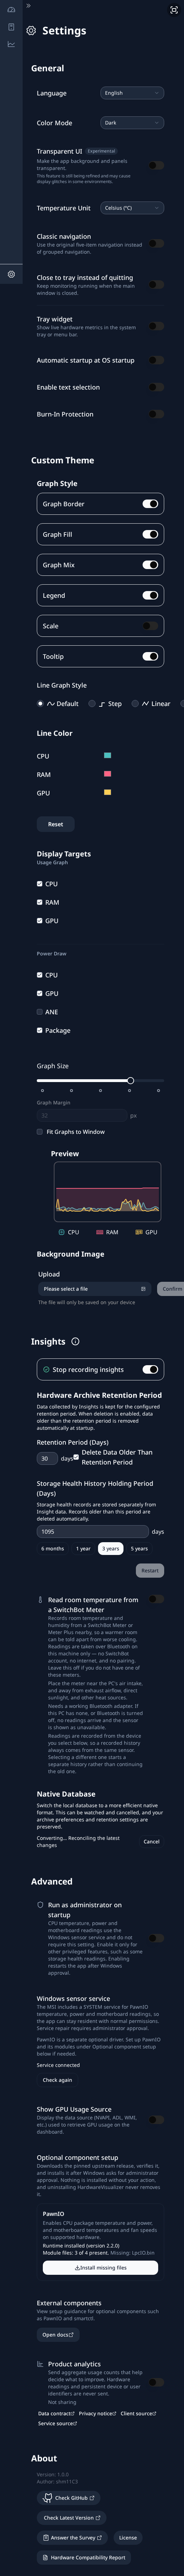 Settings
General
Language
English
Color Mode
Dark
Transparent UI
Experimental
Make the app background and panels
transparent.
This feature is still being refined and may cause
display glitches in some environments.
Temperature Unit
Celsius (°C)
Classic navigation
Use the original five-item navigation instead
of grouped navigation.
Close to tray instead of quitting
Keep monitoring running when the main
window is closed.
Tray widget
Show live hardware metrics in the system
tray or menu bar.
Automatic startup at OS startup
Enable text selection
Burn-In Protection
Custom Theme
Graph Style
Graph Border
Graph Fill
Graph Mix
Legend
Scale
Tooltip
Line Graph Style
Default
Step
Linear
Line Color
CPU
RAM
GPU
Reset
Display Targets
Usage Graph
CPU
RAM
GPU
Power Draw
CPU
GPU
ANE
Package
Graph Size
Graph Margin
px
Fit Graphs to Window
Preview
CPU
RAM
GPU
Background Image
Upload
Please select a file
Confirm
The file will only be saved on your device
Insights
Stop recording insights
Hardware Archive Retention Period
Data collected by Insights is kept for the configured
retention period. When deletion is enabled, data
older than the retention period is removed
automatically at startup.
Retention Period (Days)
30
days
Delete Data Older Than
Retention Period
Storage Health History Holding Period
(Days)
Storage health records are stored separately from
Insight data. Records older than this period are
deleted automatically.
1095
days
6 months
1 year
3 years
5 years
Restart
Read room temperature from
a SwitchBot Meter
Records room temperature and
humidity from a SwitchBot Meter or
Meter Plus nearby, so a warmer room
can be told apart from worse cooling.
Readings are taken over Bluetooth on
this machine only — no SwitchBot
account, no internet, and no pairing.
Leave this off if you do not have one of
these meters.
Place the meter near the PC's air intake,
and away from exhaust airflow, direct
sunlight, and other heat sources.
Needs a working Bluetooth adapter. If
this PC has none, or Bluetooth is turned
off, no readings arrive and the sensor
is shown as unavailable.
Readings are recorded from the device
you select below, so a recorded history
always comes from the same sensor.
Selecting a different one starts a
separate history rather than continuing
the old one.
Native Database
Switch the local database to a more efficient native
format. This can be watched and cancelled, and your
archive preferences and retention settings are
preserved.
Converting… Reconciling the latest
changes
Cancel
Advanced
Run as administrator on
startup
CPU temperature, power and
motherboard readings use the
Windows sensor service and do not
require this setting. Enable it only for
other privileged features, such as some
storage health readings. Enabling
restarts the app after Windows
approval.
Windows sensor service
The MSI includes a SYSTEM service for PawnIO
temperature, power and motherboard readings, so
the app can stay resident with normal permissions.
Service repair requires administrator approval.
PawnIO is a separate optional driver. Set up PawnIO
and its modules under Optional component setup
below if needed.
Service connected
Check again
Show GPU Usage Source
Display the data source (NVAPI, ADL, WMI,
etc.) used to retrieve GPU usage on the
dashboard.
Optional component setup
Downloads the pinned upstream release, verifies it,
and installs it after Windows asks for administrator
approval. Nothing is installed without your action,
and uninstalling HardwareVisualizer never removes
it.
PawnIO
Enables CPU package temperature and power,
and motherboard temperatures and fan speeds
on supported hardware.
Runtime installed (version 2.2.0)
Module files: 3 of 4 present. Missing: LpcIO.bin
Install missing files
External components
View setup guidance for optional components such
as PawnIO and smartctl.
Open docs
Product analytics
Send aggregate usage counts that help
decide what to improve. Hardware
readings and persistent device or user
identifiers are never sent.
Not sharing
Data contract
Privacy notice
Client source
Service source
About
Version: 1.0.0
Author: shm11C3
Check GitHub
Check Latest Version
Answer the Survey
License
Hardware Compatibility Report